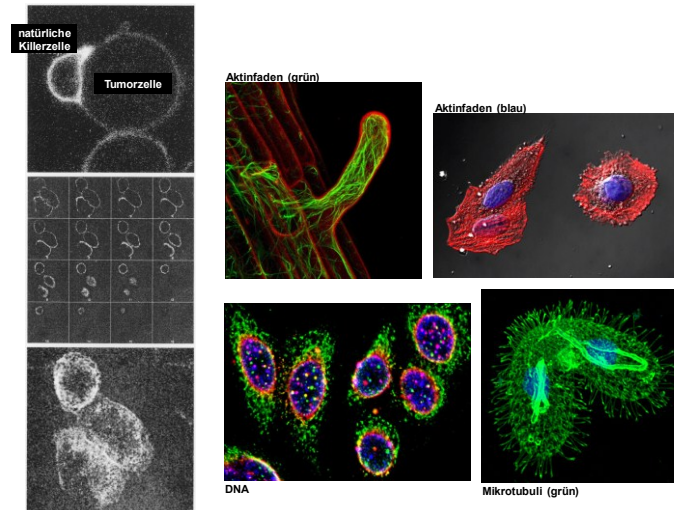 natürliche
Killerzelle
Tumorzelle
Aktinfaden (grün)
Aktinfaden (blau)
DNA
Mikrotubuli (grün)